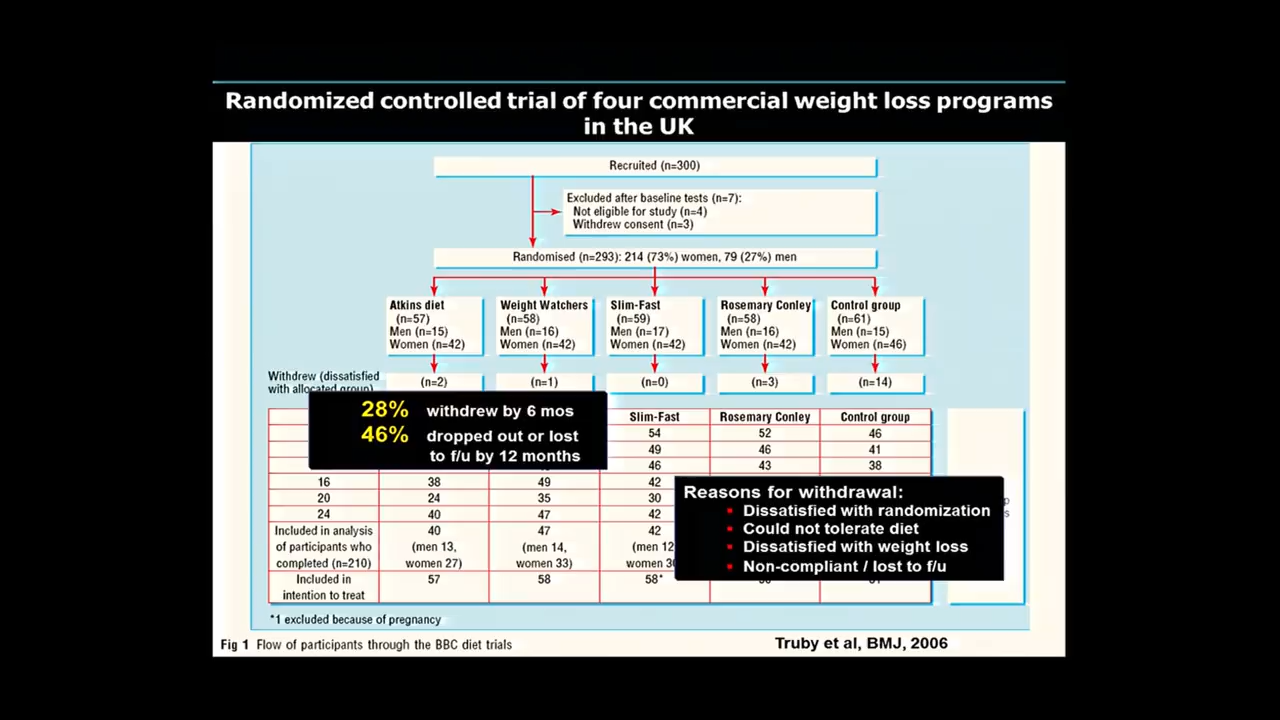 Randomized controlled trial of four commercial weight loss programs
in the UK
Recruited (n=300)
Excluded after baseline tests (n=7):
Not eligible for study (n=4)
Withdrew consent (n=3)
Randomised (n=293): 214 (73%) women, 79 (27%) men
Atkins diet
(n=57)
Men (n=15)
Women (n=42)
Weight Watchers
(n=58)
Men (n=16)
Women (n=42)
Slim-Fast
(n=59)
Men (n=17)
Women (n=42)
Rosemary Conley
(n=58)
Men (n=16)
Women (n=42)
Control group
(n=61)
Men (n=15)
Women (n=46)
Withdrew (dissatisfied
with allocated group)
(n=2) (n=1) (n=0) (n=3) (n=14)
28% withdrew by 6 mos
46% dropped out or lost
to f/u by 12 months
Slim-Fast Rosemary Conley Control group
54 52 46
49 46 41
46 43 38
16 38 49 42
20 24 35 30
24 40 47 42
Included in analysis
of participants who
completed (n=210)
40
(men 13,
women 27)
47
(men 14,
women 33)
42
(men 12
women
Included in
intention to treat
57 58 58*
Reasons for withdrawal:
▪ Dissatisfied with randomization
▪ Could not tolerate diet
▪ Dissatisfied with weight loss
▪ Non-compliant / lost to f/u
*1 excluded because of pregnancy
Fig 1 Flow of participants through the BBC diet trials
Truby et al, BMJ, 2006